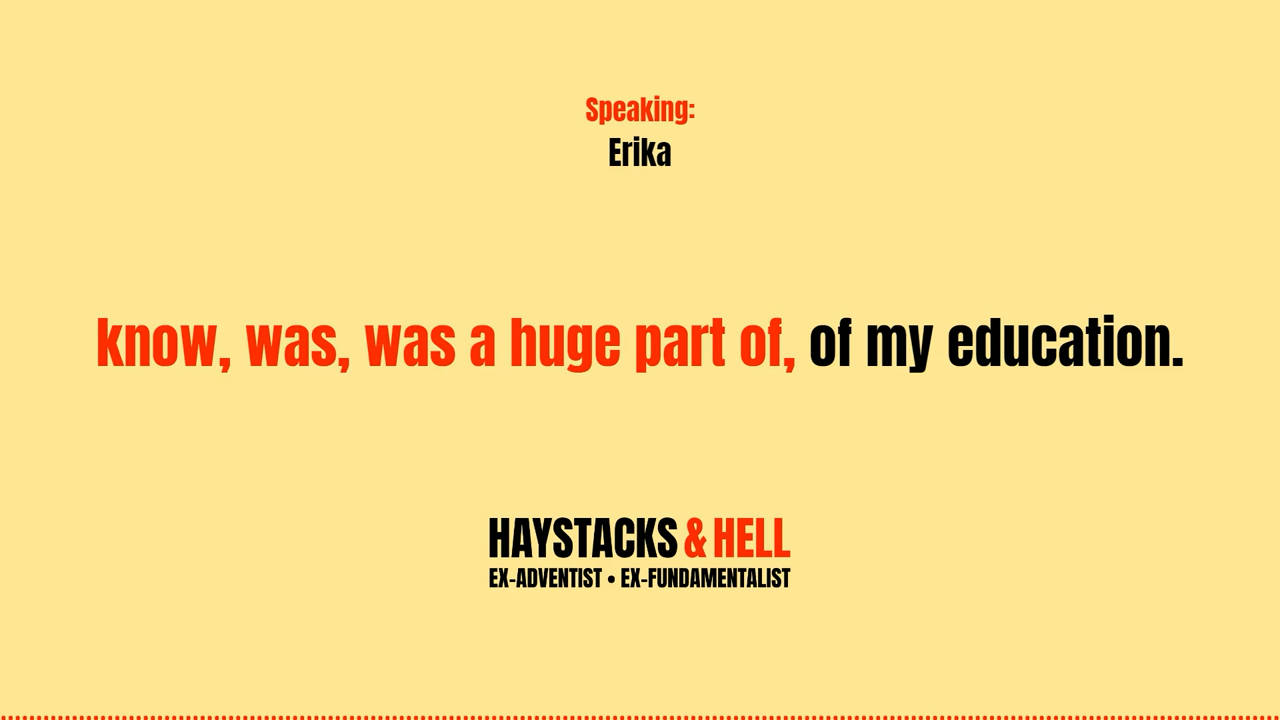 Speaking:
Erika
know, was, was a huge part of, of my education.
HAYSTACKS & HELL
EX-ADVENTIST • EX-FUNDAMENTALIST